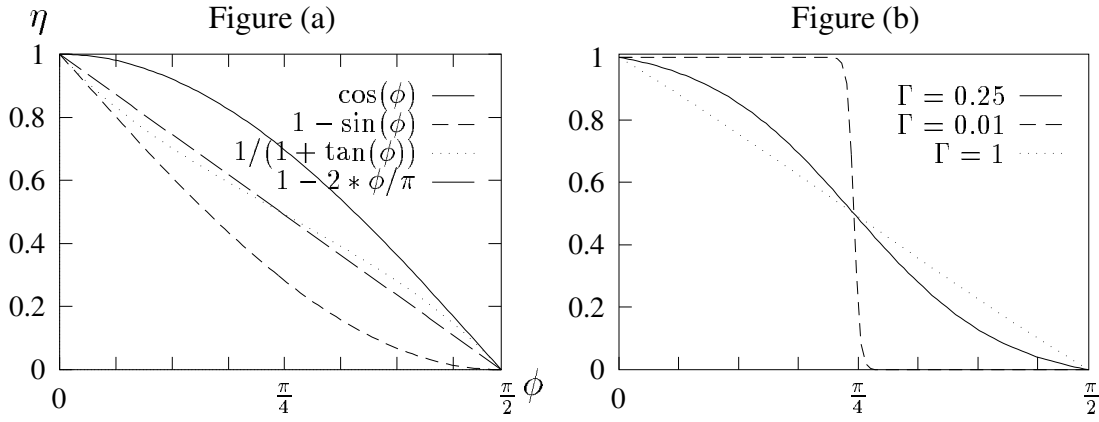 Figure (a)
η
1
0.8
0.6
0.4
0.2
0
cos(φ)
1 − sin(φ)
1/(1 + tan(φ))
1 − 2 * φ/π
0
π/4
π/2
φ
Figure (b)
1
0.8
0.6
0.4
0.2
0
Γ = 0.25
Γ = 0.01
Γ = 1
0
π/4
π/2